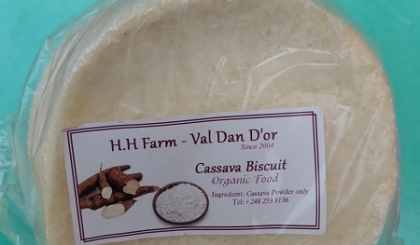 H.H Farm - Val Dan D'or
Since 2004
Cassava Biscuit
Organic Food
Ingredient: Cassava Powder only
Tel: +248 253 8136